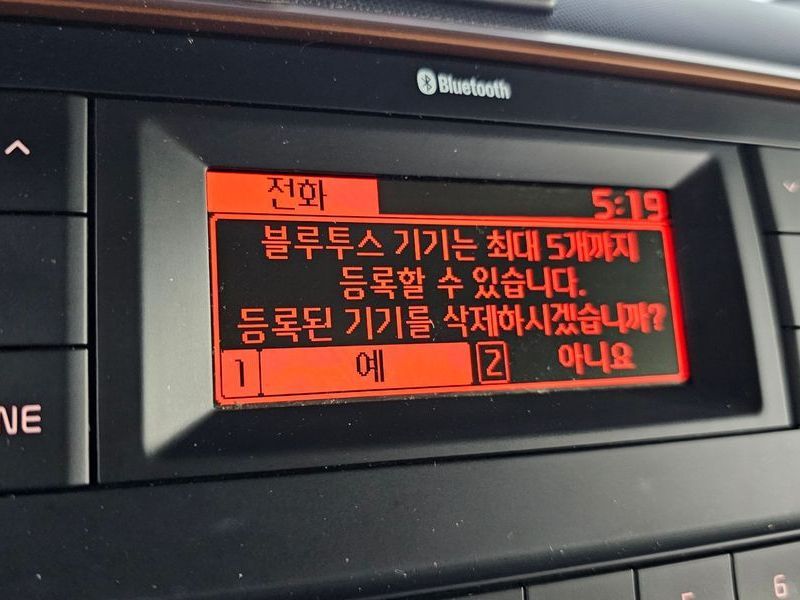 Bluetooth
전화 5:19
블루투스 기기는 최대 5개까지
등록할 수 있습니다.
등록된 기기를 삭제하시겠습니까?
1 예 2 아니요
NE
6